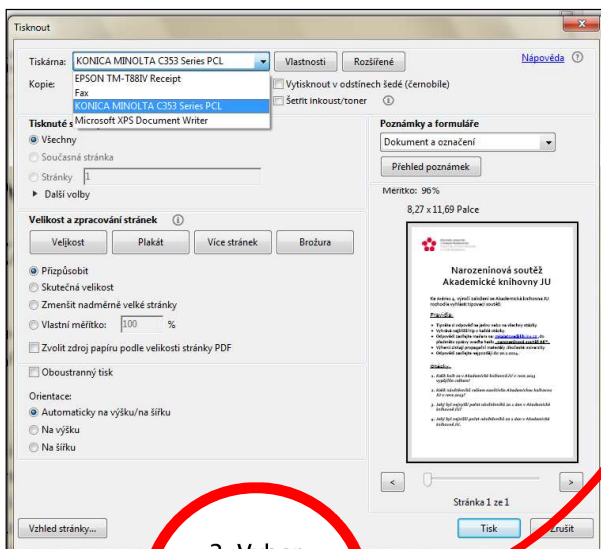 Tisknout
Tiskárna: KONICA MINOLTA C353 Series PCL Vlastnosti Rozšířené Nápověda
Kopie: EPSON TM-T88IV Receipt
Fax
KONICA MINOLTA C353 Series PCL
Microsoft XPS Document Writer
Vytisknout v odstínech šedé (černobíle)
Šetřit inkoust/toner
Tisknuté s
Všechny
Současná stránka
Stránky 1
Další volby
Velikost a zpracování stránek
Velikost Plakát Více stránek Brožura
Přizpůsobit
Skutečná velikost
Zmenšit nadměrně velké stránky
Vlastní měřítko: 100 %
Zvolit zdroj papíru podle velikosti stránky PDF
Oboustranný tisk
Orientace:
Automaticky na výšku/na šířku
Na výšku
Na šířku
Poznámky a formuláře
Dokument a označení
Přehled poznámek
Měřítko: 96%
8,27 x 11,69 Palce
Narozeninová soutěž
Akademické knihovny JU
Pravidla:
Otázky:
< >
Stránka 1 ze 1
Vzhled stránky... Tisk Zrušit